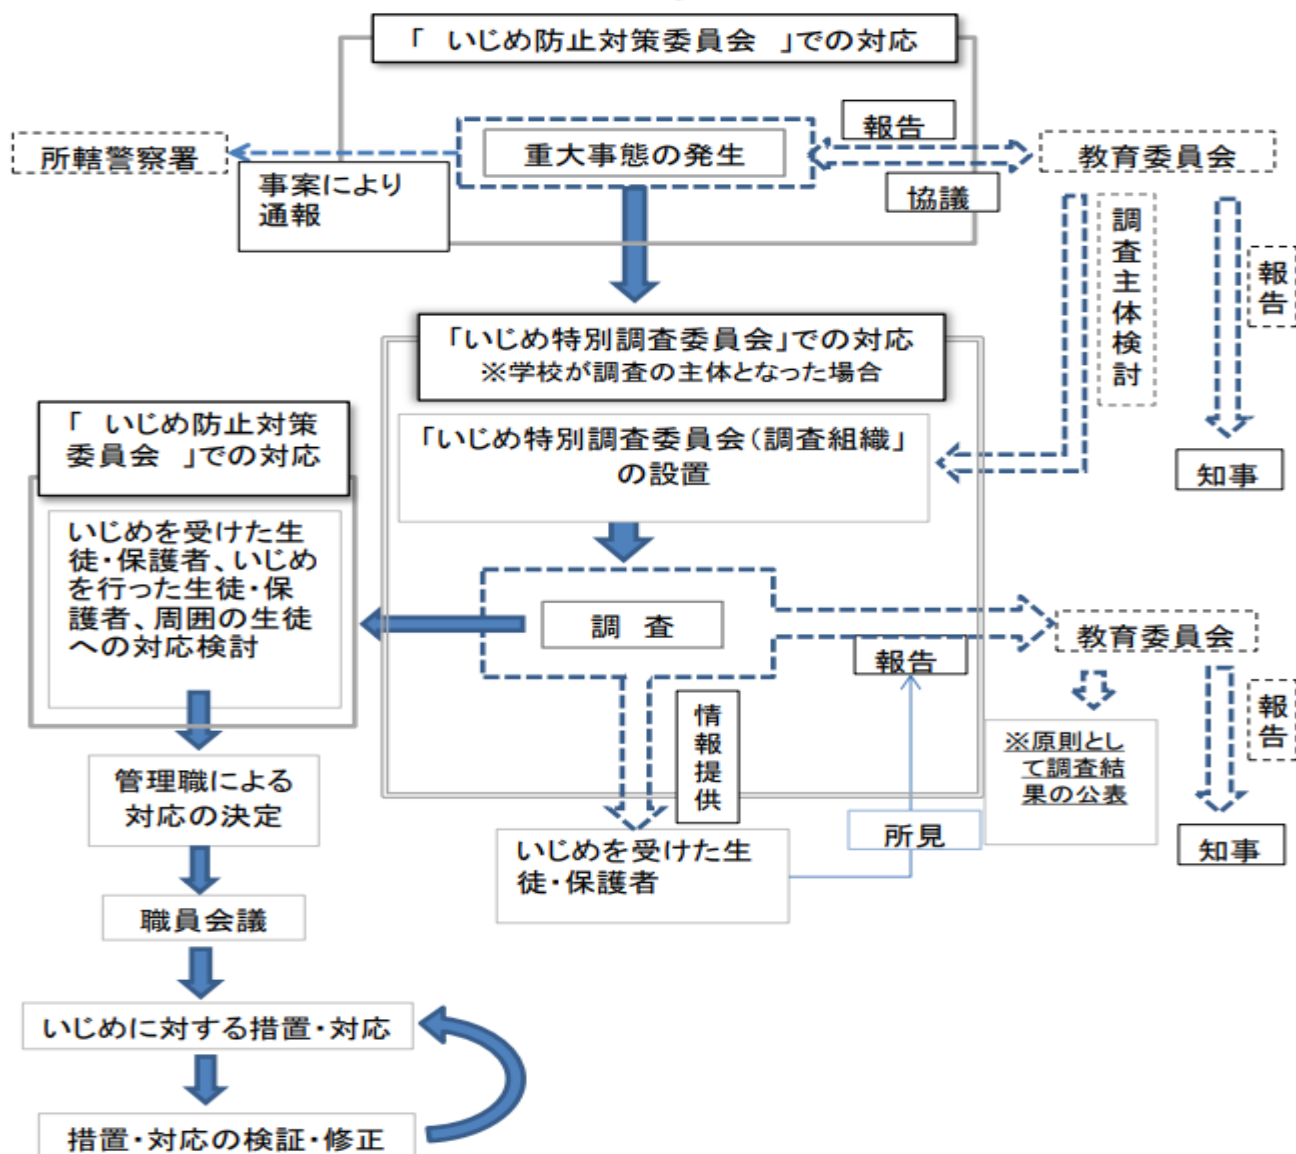 「　いじめ防止対策委員会　」での対応
報告
所轄警察署
重大事態の発生
教育委員会
事案により
通報
協議
調査主体検討
報告
「いじめ特別調査委員会」での対応
※学校が調査の主体となった場合
「　いじめ防止対策
委員会　」での対応
「いじめ特別調査委員会（調査組織」
の設置
知事
いじめを受けた生
徒・保護者、いじめ
を行った生徒・保
護者、周囲の生徒
への対応検討
調　査
教育委員会
報告
情報提供
報告
※原則とし
て調査結
果の公表
管理職による
対応の決定
所見
知事
いじめを受けた生
徒・保護者
職員会議
いじめに対する措置・対応
措置・対応の検証・修正